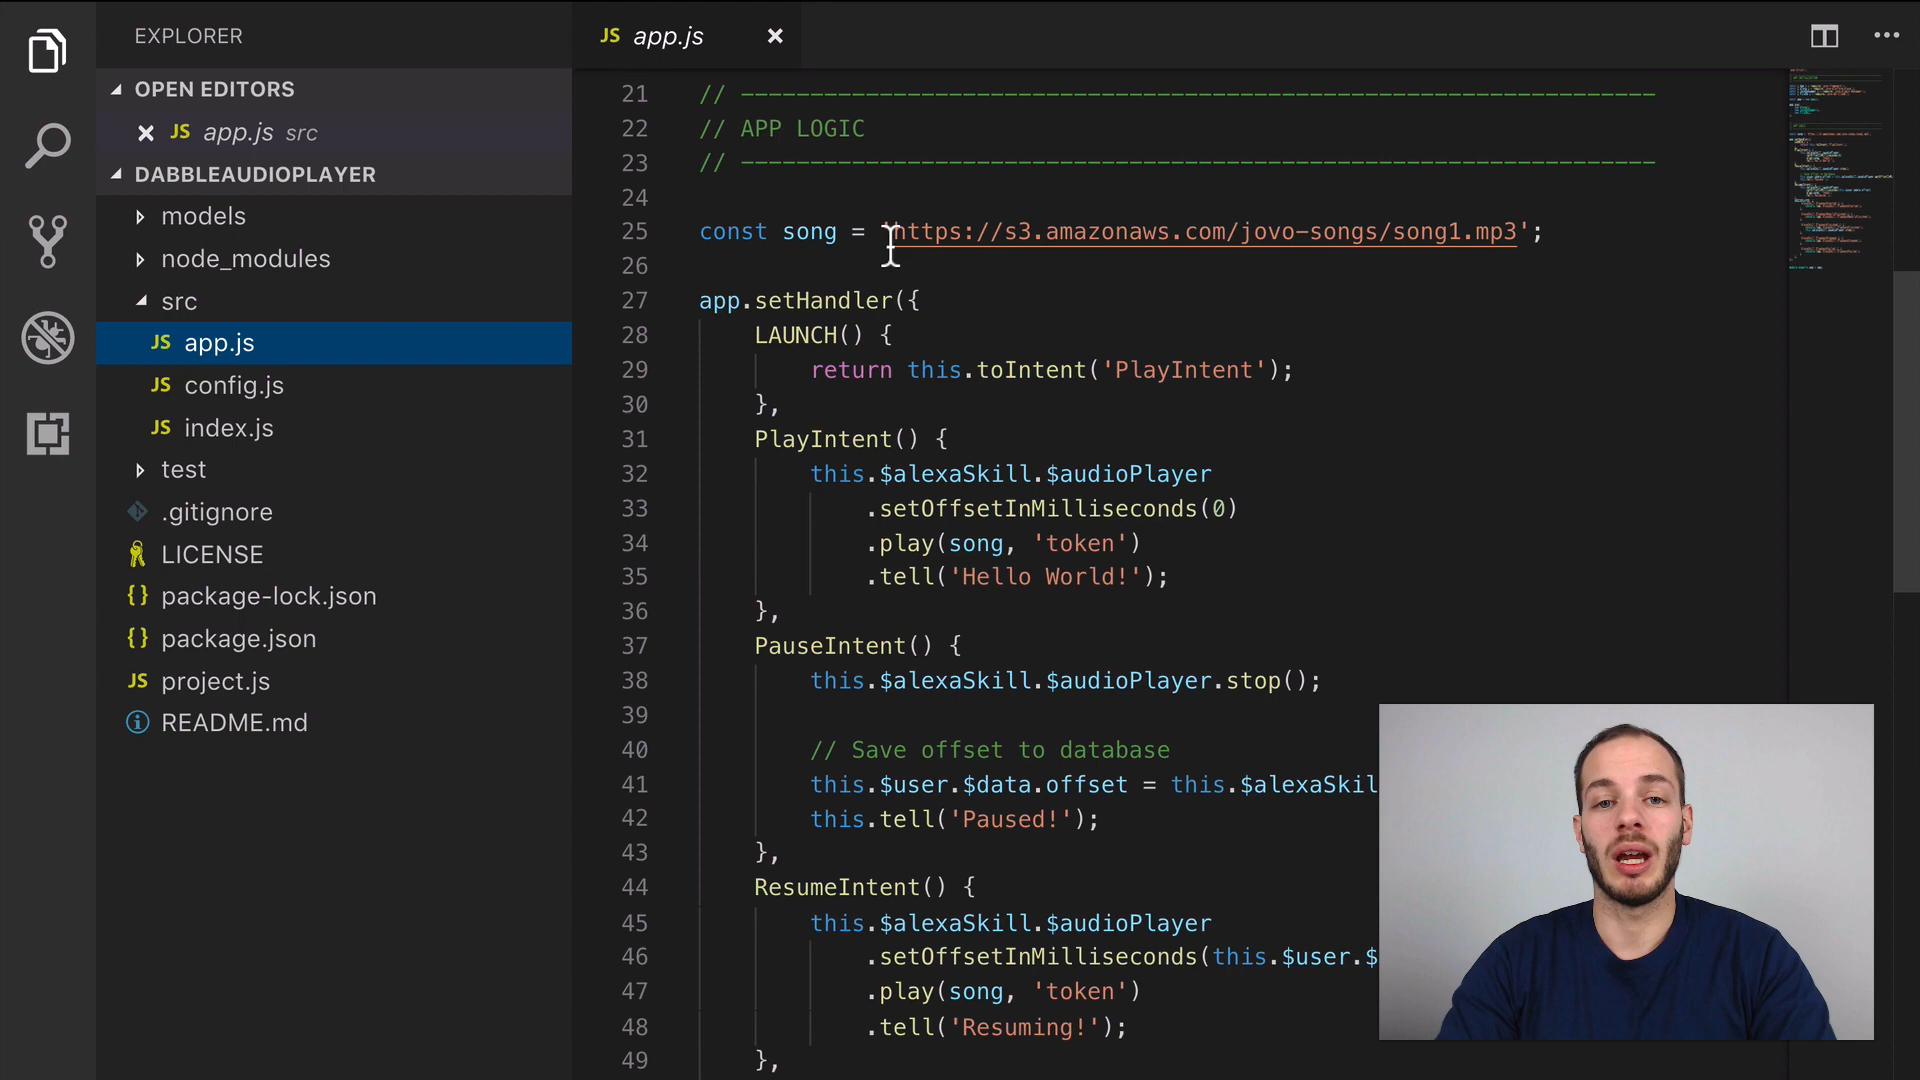 EXPLORER
OPEN EDITORS
JS app.js src
DABBLEAUDIOPLAYER
models
node_modules
src
JS app.js
JS config.js
JS index.js
test
.gitignore
LICENSE
{} package-lock.json
{} package.json
JS project.js
README.md
JS app.js
21 // ------------------------------------------------------------------
22 // APP LOGIC
23 // ------------------------------------------------------------------
24
25 const song = 'https://s3.amazonaws.com/jovo-songs/song1.mp3';
26
27 app.setHandler({
28 LAUNCH() {
29 return this.toIntent('PlayIntent');
30 },
31 PlayIntent() {
32 this.$alexaSkill.$audioPlayer
33 .setOffsetInMilliseconds(0)
34 .play(song, 'token')
35 .tell('Hello World!');
36 },
37 PauseIntent() {
38 this.$alexaSkill.$audioPlayer.stop();
39
40 // Save offset to database
41 this.$user.$data.offset = this.$alexaSkil
42 this.tell('Paused!');
43 },
44 ResumeIntent() {
45 this.$alexaSkill.$audioPlayer
46 .setOffsetInMilliseconds(this.$user.$
47 .play(song, 'token')
48 .tell('Resuming!');
49 },